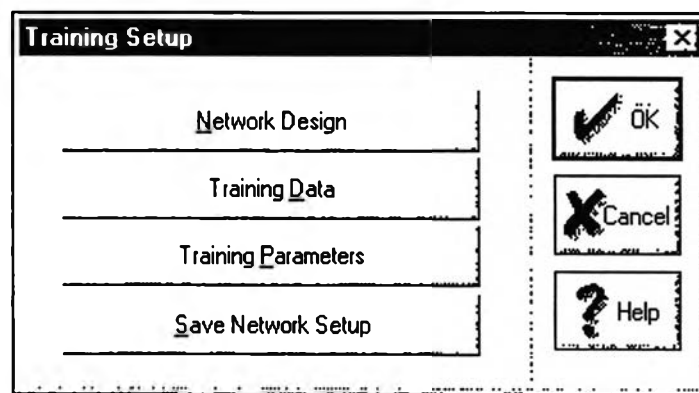 Training Setup
Network Design
Training Data
Training Parameters
Save Network Setup
OK
Cancel
Help